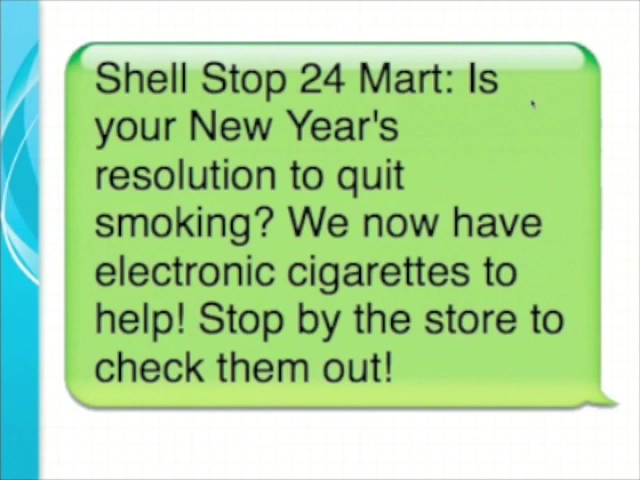 Shell Stop 24 Mart: Is
your New Year's
resolution to quit
smoking? We now have
electronic cigarettes to
help! Stop by the store to
check them out!